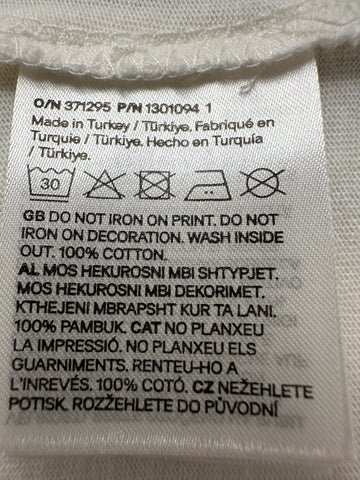 O/N 371295 P/N 1301094 1
Made in Turkey / Türkiye. Fabriqué en
Turquie / Türkiye. Hecho en Turquía
/ Türkiye.
30
GB DO NOT IRON ON PRINT. DO NOT
IRON ON DECORATION. WASH INSIDE
OUT. 100% COTTON.
AL MOS HEKUROSNI MBI SHTYPJET.
MOS HEKUROSNI MBI DEKORIMET.
KTHEJENI MBRAPSHT KUR TA LANI.
100% PAMBUK. CAT NO PLANXEU
LA IMPRESSIÓ. NO PLANXEU ELS
GUARNIMENTS. RENTEU-HO A
L'INREVÉS. 100% COTÓ. CZ NEŽEHLETE
POTISK. ROZŽEHLETE DO PŮVODNÍ